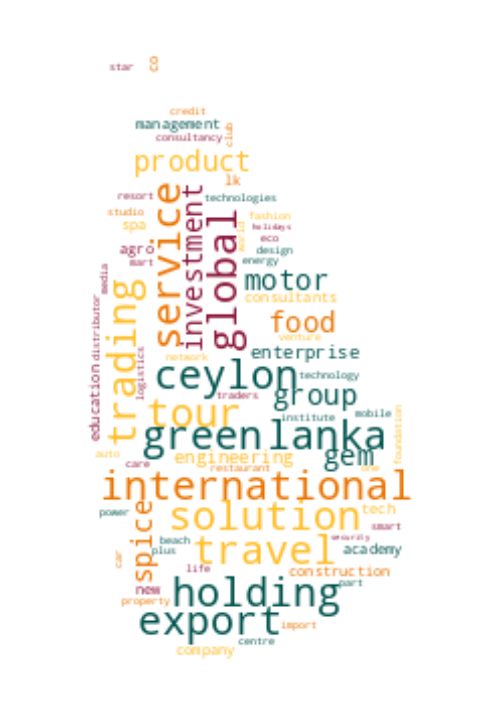 star
co
credit
management
consultancy
club
product
lk
resort
technologies
service
investment
global
studio
fashion
spa
holidays
world
eco
agro
design
mart
energy
media
motor
trading
consultants
distributor
food
venture
network
enterprise
logistics
ceylon
technology
education
traders
group
tour
institute
mobile
foundation
green
lanka
auto
engineering
gem
care
restaurant
one
international
power
spice
solution
tech
smart
security
beach
plus
travel
academy
car
life
construction
new
holding
part
property
export
import
centre
company